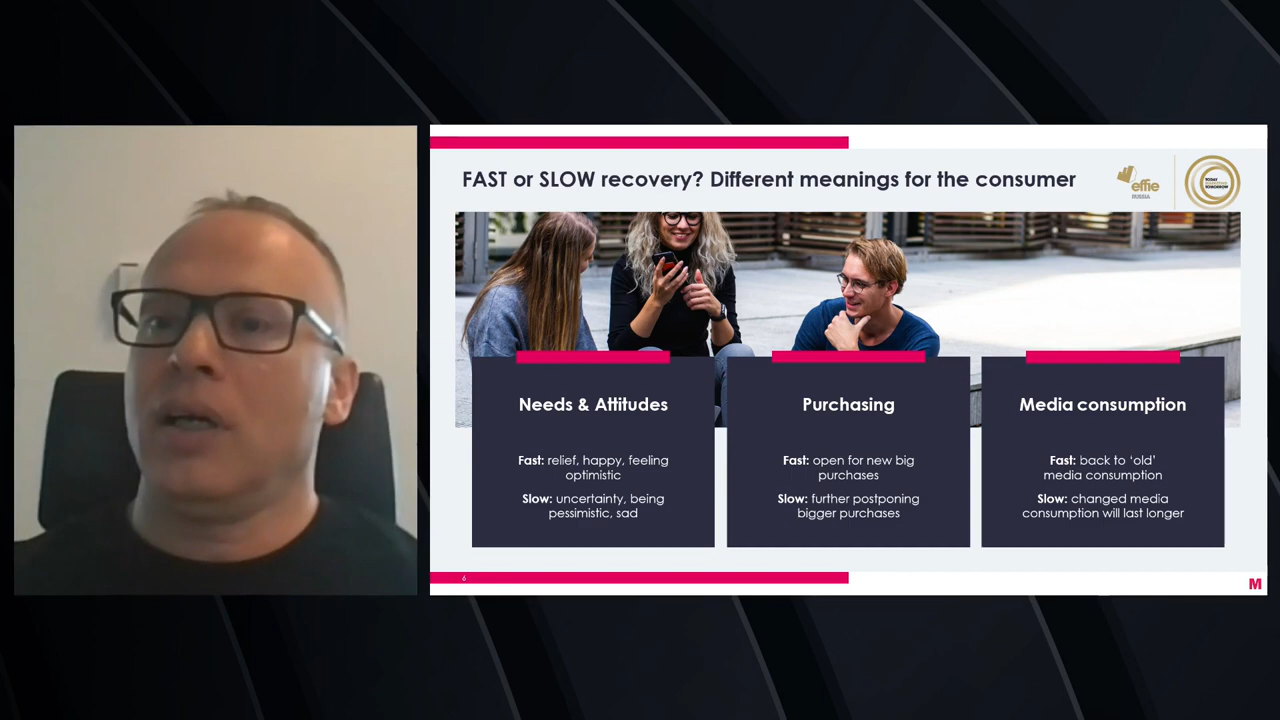 FAST or SLOW recovery? Different meanings for the consumer
effie
RUSSIA
TODAY
TOMORROW
Needs & Attitudes
Fast: relief, happy, feeling
optimistic
Slow: uncertainty, being
pessimistic, sad
Purchasing
Fast: open for new big
purchases
Slow: further postponing
bigger purchases
Media consumption
Fast: back to ‘old’
media consumption
Slow: changed media
consumption will last longer
6
M